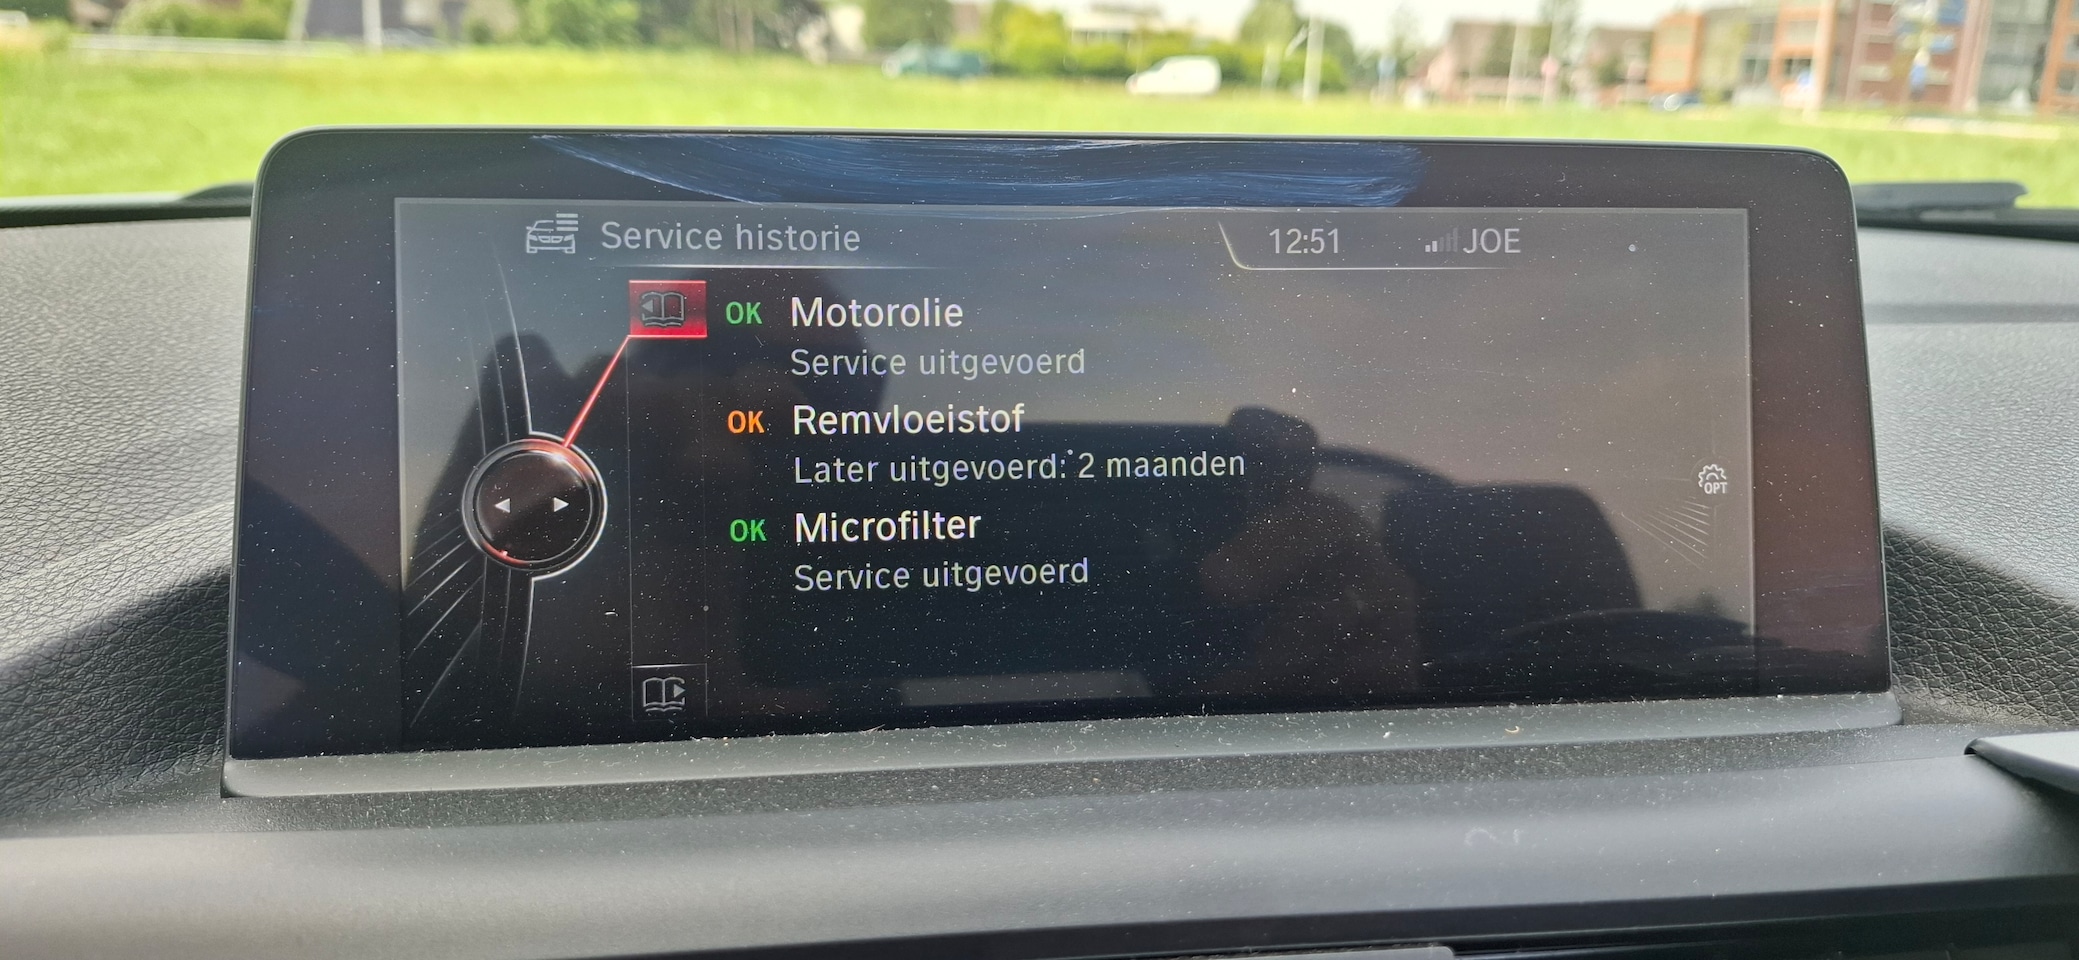 Service historie
12:51
JOE
OK Motorolie
Service uitgevoerd
OK Remvloeistof
Later uitgevoerd: 2 maanden
OK Microfilter
Service uitgevoerd
OPT